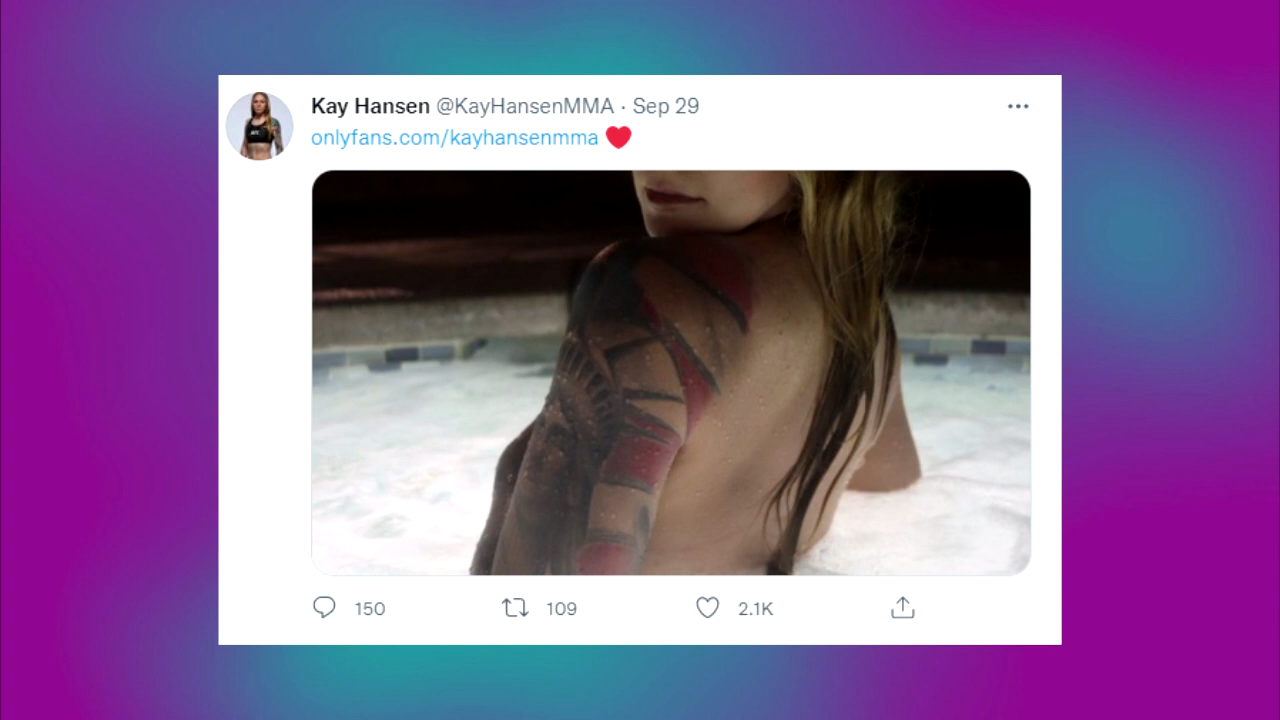 Kay Hansen @KayHansenMMA · Sep 29
onlyfans.com/kayhansenmma ❤️
150 109 2.1K